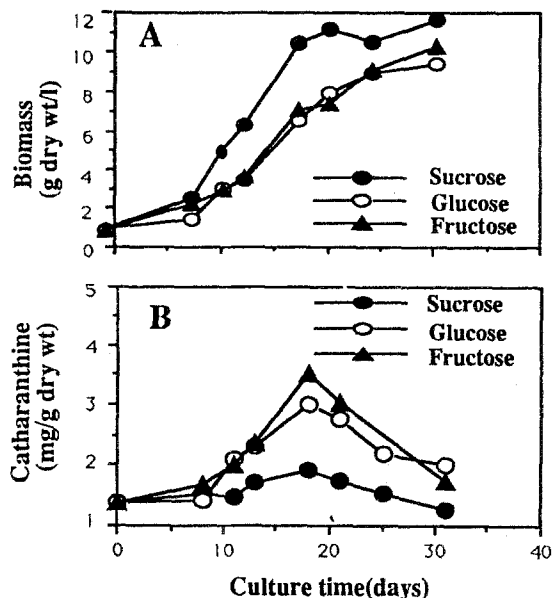 A
Biomass
(g dry wt/l)
12
10
8
6
4
2
0
Sucrose
Glucose
Fructose
B
Catharanthine
(mg/g dry wt)
5
4
3
2
1
Sucrose
Glucose
Fructose
0
10
20
30
40
Culture time(days)